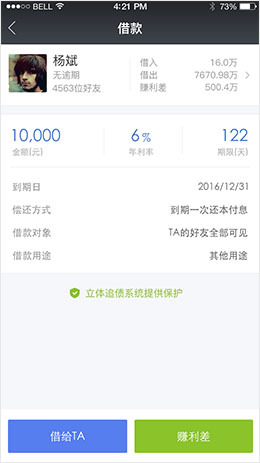 BELL 4:21 PM 73%
借款
杨斌
无逾期
4563位好友
借入 16.0万
借出 7670.98万
赚利差 500.4万
10,000 6% 122
金额(元) 年利率 期限(天)
到期日 2016/12/31
偿还方式 到期一次还本付息
借款对象 TA的好友全部可见
借款用途 其他用途
立体追债系统提供保护
借给TA 赚利差